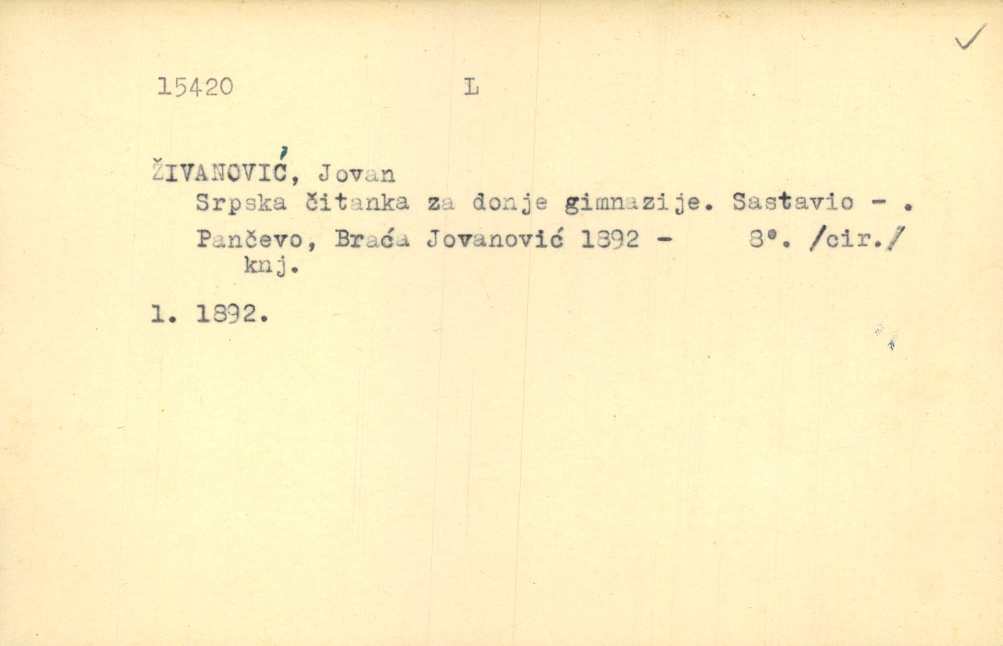 15420 L
ŽIVANOVIĆ, Jovan
Srpska čitanka za donje gimnazije. Sastavio - .
Pančevo, Braća Jovanović 1892 - 8°. /cir./
knj.
1. 1892.